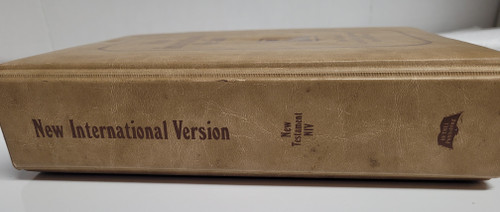 New International Version
New
Testament
NIV